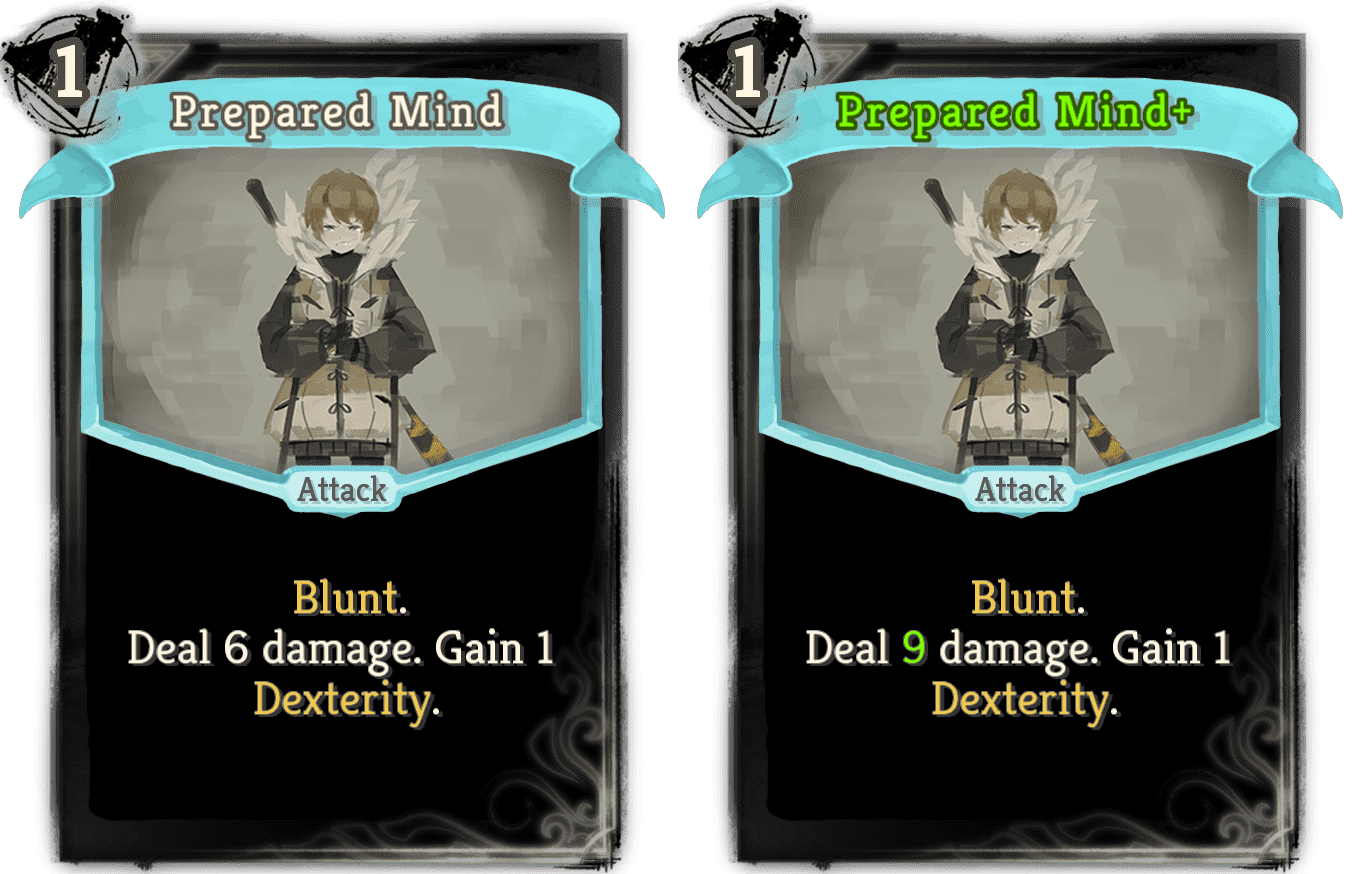 1
Prepared Mind
Attack
Blunt.
Deal 6 damage. Gain 1
Dexterity.
1
Prepared Mind+
Attack
Blunt.
Deal 9 damage. Gain 1
Dexterity.